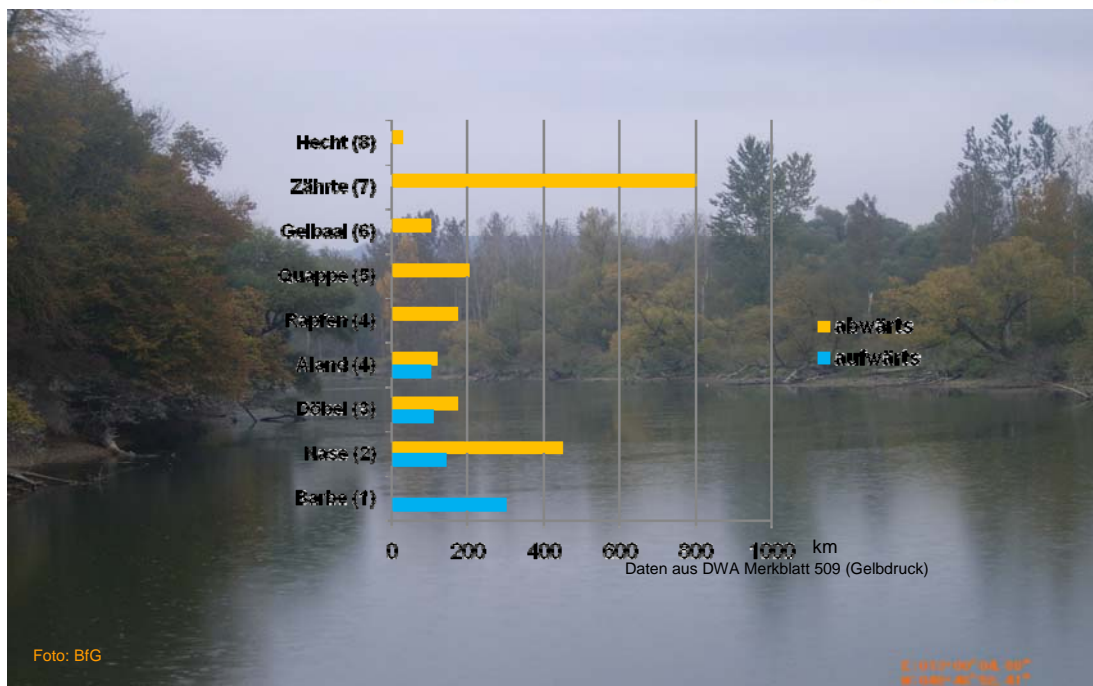 Hecht (8)
Zährte (7)
Gelbaal (6)
Quappe (5)
Rapfen (4)
Aland (4)
Döbel (3)
Nase (2)
Barbe (1)
abwärts
aufwärts
0 200 400 600 800 1000 km
Daten aus DWA Merkblatt 509 (Gelbdruck)
Foto: BfG